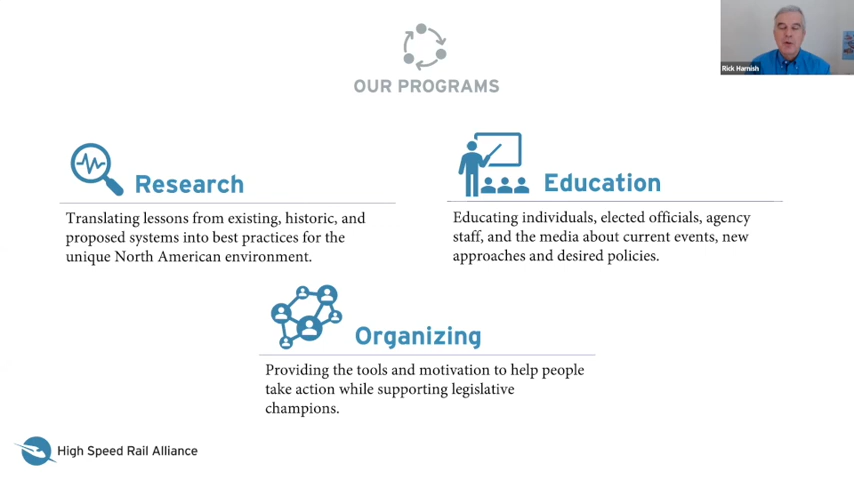 Rick Harnish
OUR PROGRAMS
Research
Translating lessons from existing, historic, and
proposed systems into best practices for the
unique North American environment.
Education
Educating individuals, elected officials, agency
staff, and the media about current events, new
approaches and desired policies.
Organizing
Providing the tools and motivation to help people
take action while supporting legislative
champions.
High Speed Rail Alliance